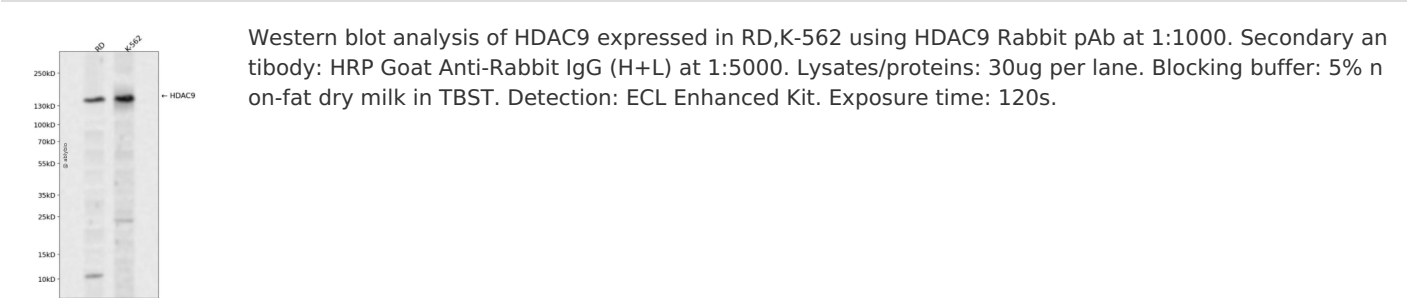 RD
K-562
250kD
130kD
100kD
70kD
55kD
35kD
25kD
15kD
10kD
@ ablybio
← HDAC9
Western blot analysis of HDAC9 expressed in RD,K-562 using HDAC9 Rabbit pAb at 1:1000. Secondary an
tibody: HRP Goat Anti-Rabbit IgG (H+L) at 1:5000. Lysates/proteins: 30ug per lane. Blocking buffer: 5% n
on-fat dry milk in TBST. Detection: ECL Enhanced Kit. Exposure time: 120s.